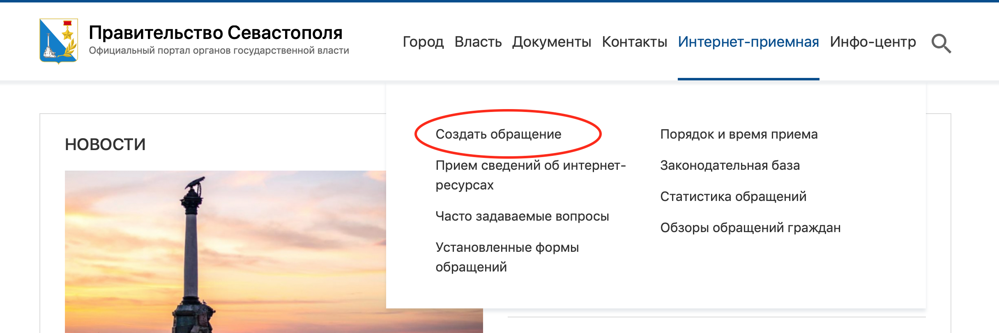 Правительство Севастополя
Официальный портал органов государственной власти
Город Власть Документы Контакты Интернет-приемная Инфо-центр
НОВОСТИ
Создать обращение
Прием сведений об интернет-
ресурсах
Часто задаваемые вопросы
Установленные формы
обращений
Порядок и время приема
Законодательная база
Статистика обращений
Обзоры обращений граждан